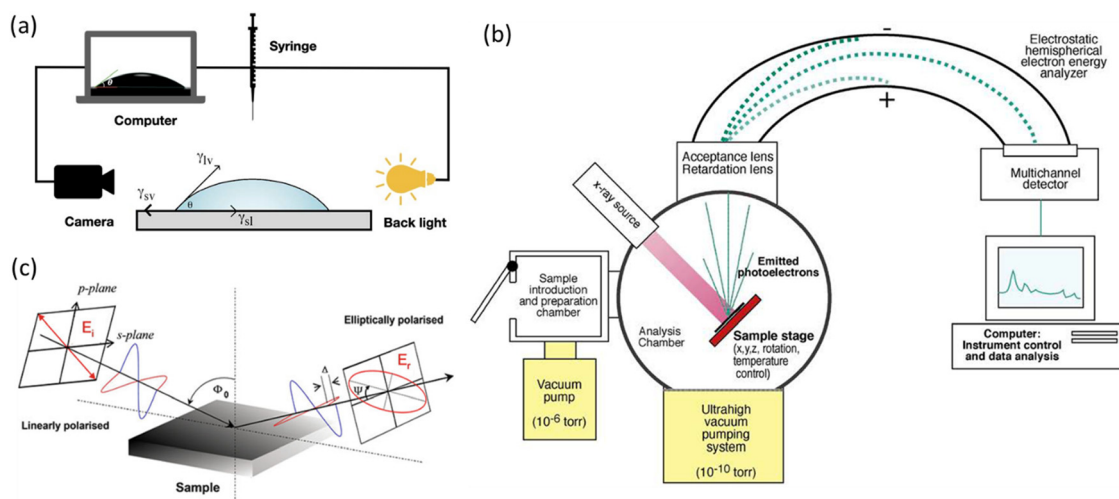 (a)
Syringe
θ
Computer
γlv
γsv
θ
γsl
Camera
Back light
(b)
-
+
Electrostatic
hemispherical
electron energy
analyzer
Acceptance lens
Retardation lens
Multichannel
detector
x-ray source
Emitted
photoelectrons
Sample
introduction
and preparation
chamber
Analysis
Chamber
Sample stage
(x,y,z, rotation,
temperature
control)
Computer:
Instrument control
and data analysis
Vacuum
pump
(10-6 torr)
Ultrahigh
vacuum
pumping
system
(10-10 torr)
(c)
p-plane
Ei
s-plane
Linearly polarised
Φ0
Elliptically polarised
Er
Δ
Ψ
Sample